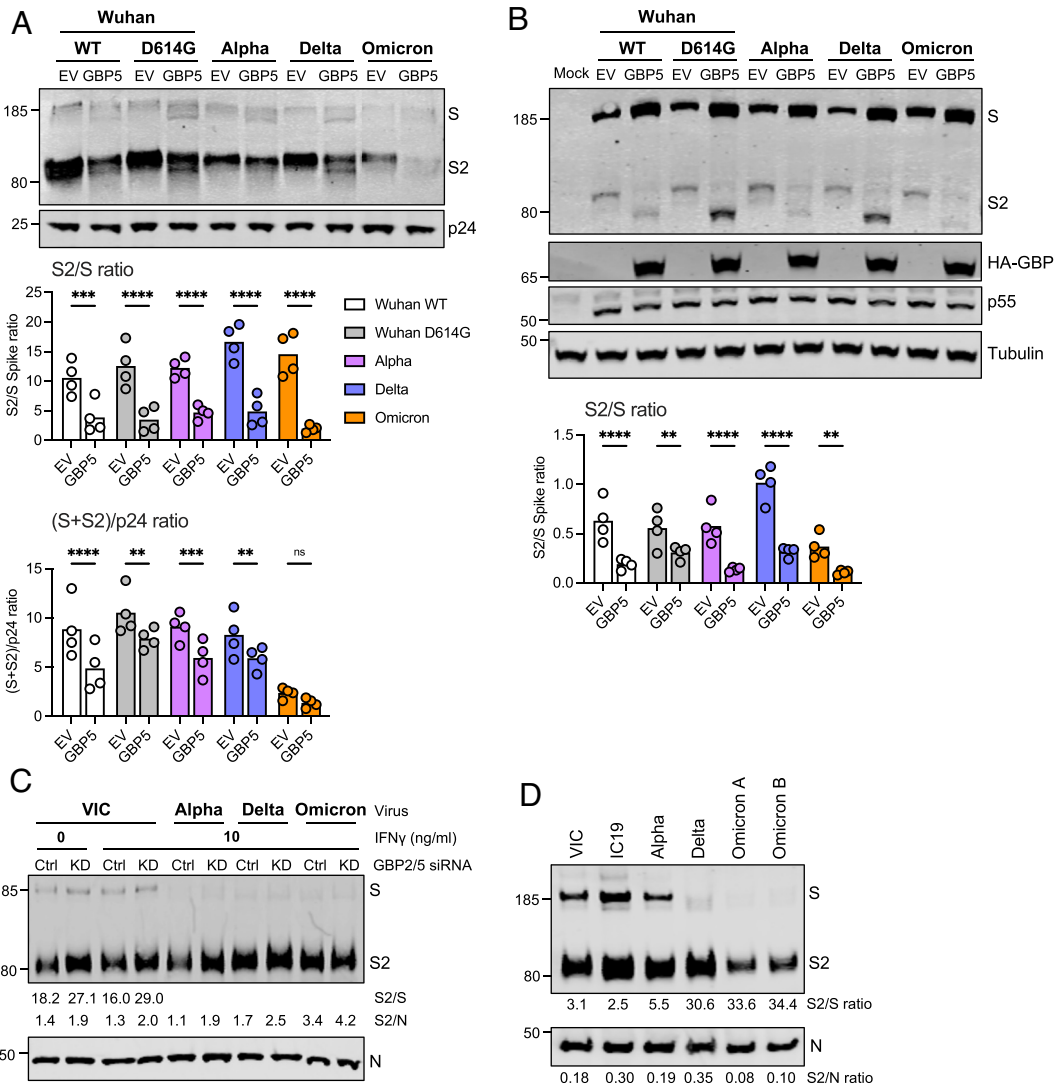 A
Wuhan
WT D614G Alpha Delta Omicron
EV GBP5 EV GBP5 EV GBP5 EV GBP5 EV GBP5
185
S
S2
80
25
p24
S2/S ratio
*** **** **** **** ****
S2/S Spike ratio
25
20
15
10
5
0
EV GBP5 EV GBP5 EV GBP5 EV GBP5 EV GBP5
Wuhan WT
Wuhan D614G
Alpha
Delta
Omicron
(S+S2)/p24 ratio
**** ** *** ** ns
(S+S2)/p24 ratio
15
10
5
0
EV GBP5 EV GBP5 EV GBP5 EV GBP5 EV GBP5
B
Wuhan
WT D614G Alpha Delta Omicron
Mock EV GBP5 EV GBP5 EV GBP5 EV GBP5 EV GBP5
185
S
S2
80
HA-GBP
65
p55
50
50
Tubulin
S2/S ratio
**** ** **** **** **
S2/S Spike ratio
1.5
1.0
0.5
0.0
EV GBP5 EV GBP5 EV GBP5 EV GBP5 EV GBP5
C
VIC Alpha Delta Omicron Virus
0 10 IFNγ (ng/ml)
Ctrl KD Ctrl KD Ctrl KD Ctrl KD Ctrl KD GBP2/5 siRNA
85
S
S2
80
18.2 27.1 16.0 29.0 S2/S
1.4 1.9 1.3 2.0 1.1 1.9 1.7 2.5 3.4 4.2 S2/N
50
N
D
VIC IC19 Alpha Delta Omicron A Omicron B
185
S
S2
80
3.1 2.5 5.5 30.6 33.6 34.4 S2/S ratio
50
N
0.18 0.30 0.19 0.35 0.08 0.10 S2/N ratio